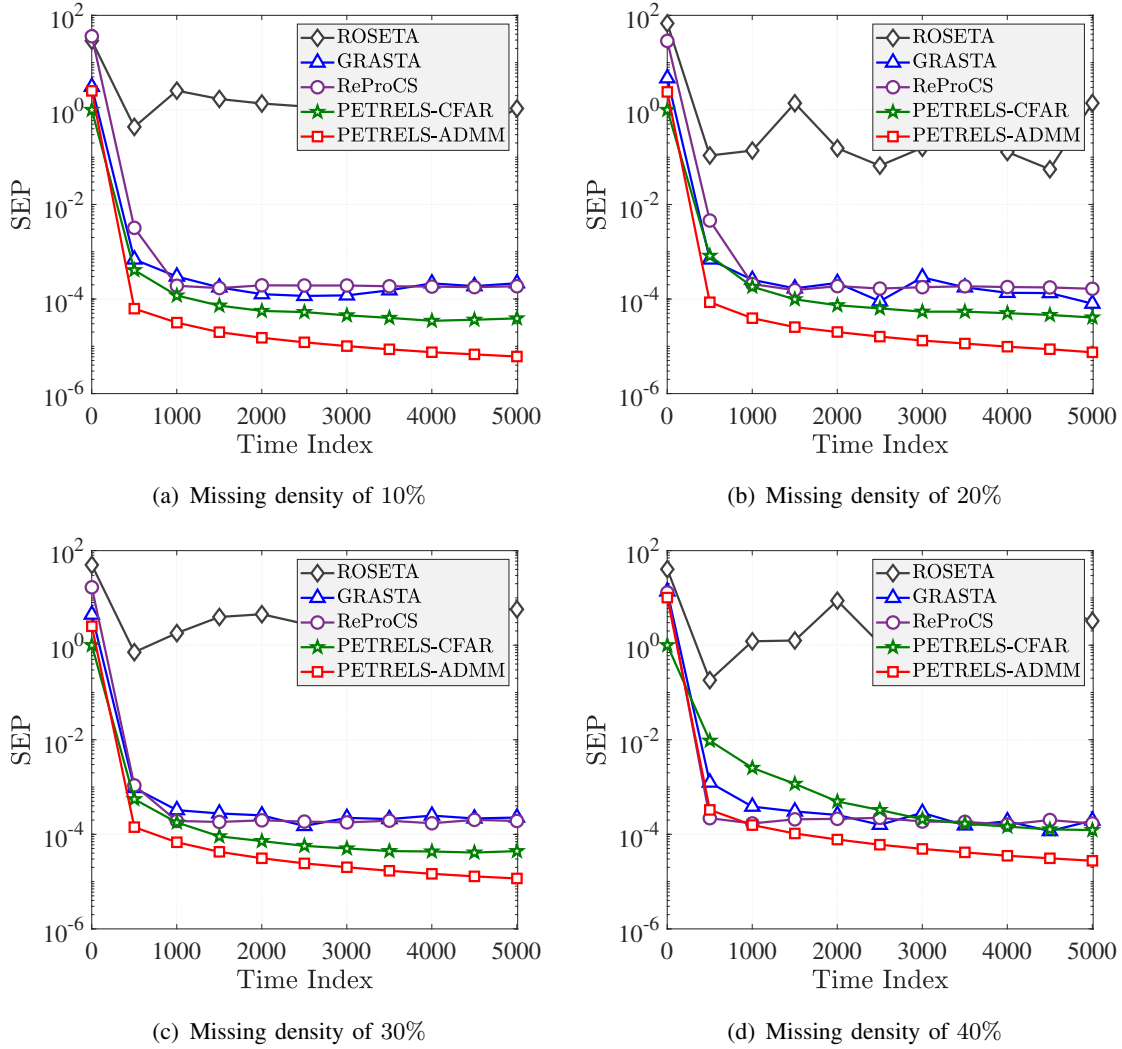 10^2
10^0
10^-2
10^-4
10^-6
SEP
ROSETA
GRASTA
ReProCS
PETRELS-CFAR
PETRELS-ADMM
0 1000 2000 3000 4000 5000
Time Index
(a) Missing density of 10%
10^2
10^0
10^-2
10^-4
10^-6
SEP
ROSETA
GRASTA
ReProCS
PETRELS-CFAR
PETRELS-ADMM
0 1000 2000 3000 4000 5000
Time Index
(b) Missing density of 20%
10^2
10^0
10^-2
10^-4
10^-6
SEP
ROSETA
GRASTA
ReProCS
PETRELS-CFAR
PETRELS-ADMM
0 1000 2000 3000 4000 5000
Time Index
(c) Missing density of 30%
10^2
10^0
10^-2
10^-4
10^-6
SEP
ROSETA
GRASTA
ReProCS
PETRELS-CFAR
PETRELS-ADMM
0 1000 2000 3000 4000 5000
Time Index
(d) Missing density of 40%